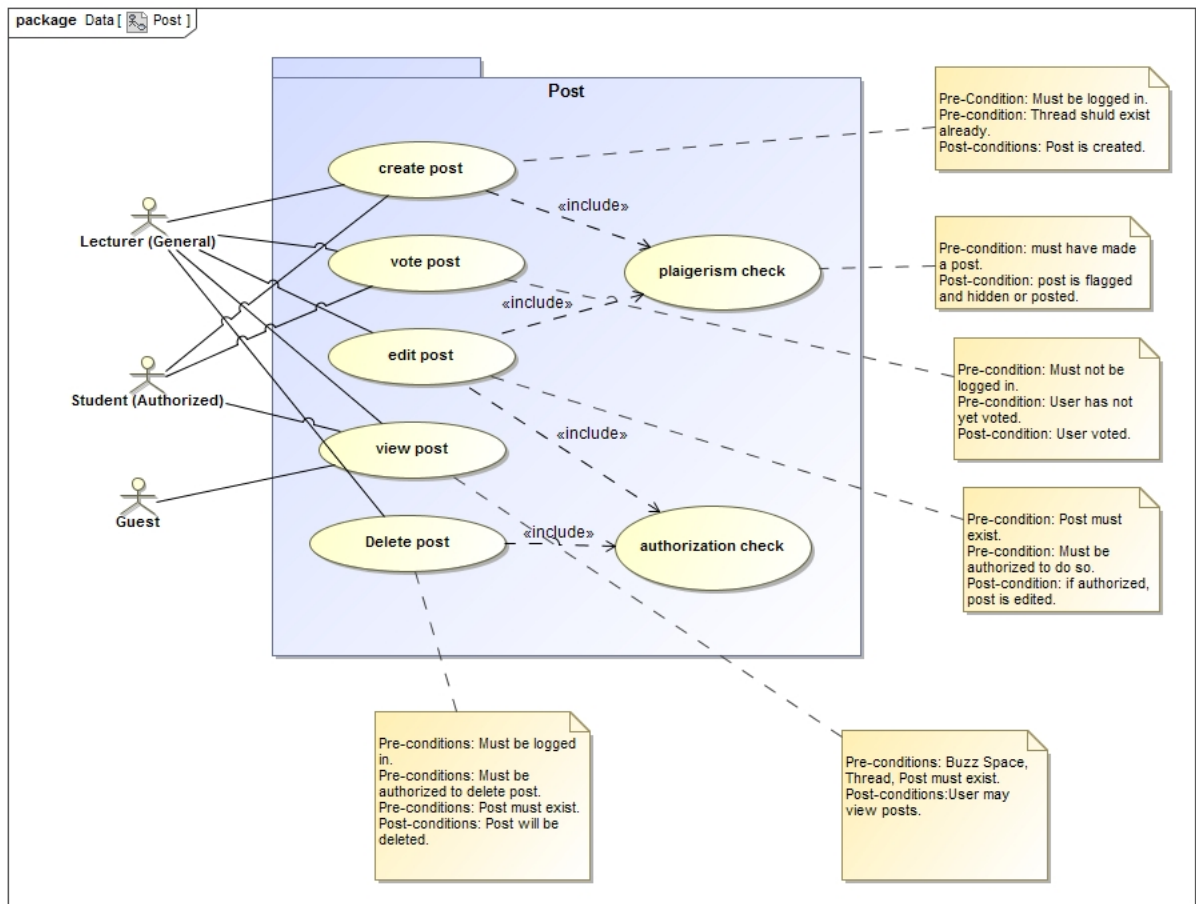 package Data [ Post ]
Post
create post
vote post
edit post
view post
Delete post
plaigerism check
authorization check
«include»
«include»
«include»
«include»
Lecturer (General)
Student (Authorized)
Guest
Pre-Condition: Must be logged in.
Pre-condition: Thread shuld exist
already.
Post-conditions: Post is created.
Pre-condition: must have made
a post.
Post-condition: post is flagged
and hidden or posted.
Pre-condition: Must not be
logged in.
Pre-condition: User has not
yet voted.
Post-condition: User voted.
Pre-condition: Post must
exist.
Pre-condition: Must be
authorized to do so.
Post-condition: if authorized,
post is edited.
Pre-conditions: Must be logged
in.
Pre-conditions: Must be
authorized to delete post.
Pre-conditions: Post must exist.
Post-conditions: Post will be
deleted.
Pre-conditions: Buzz Space,
Thread, Post must exist.
Post-conditions:User may
view posts.